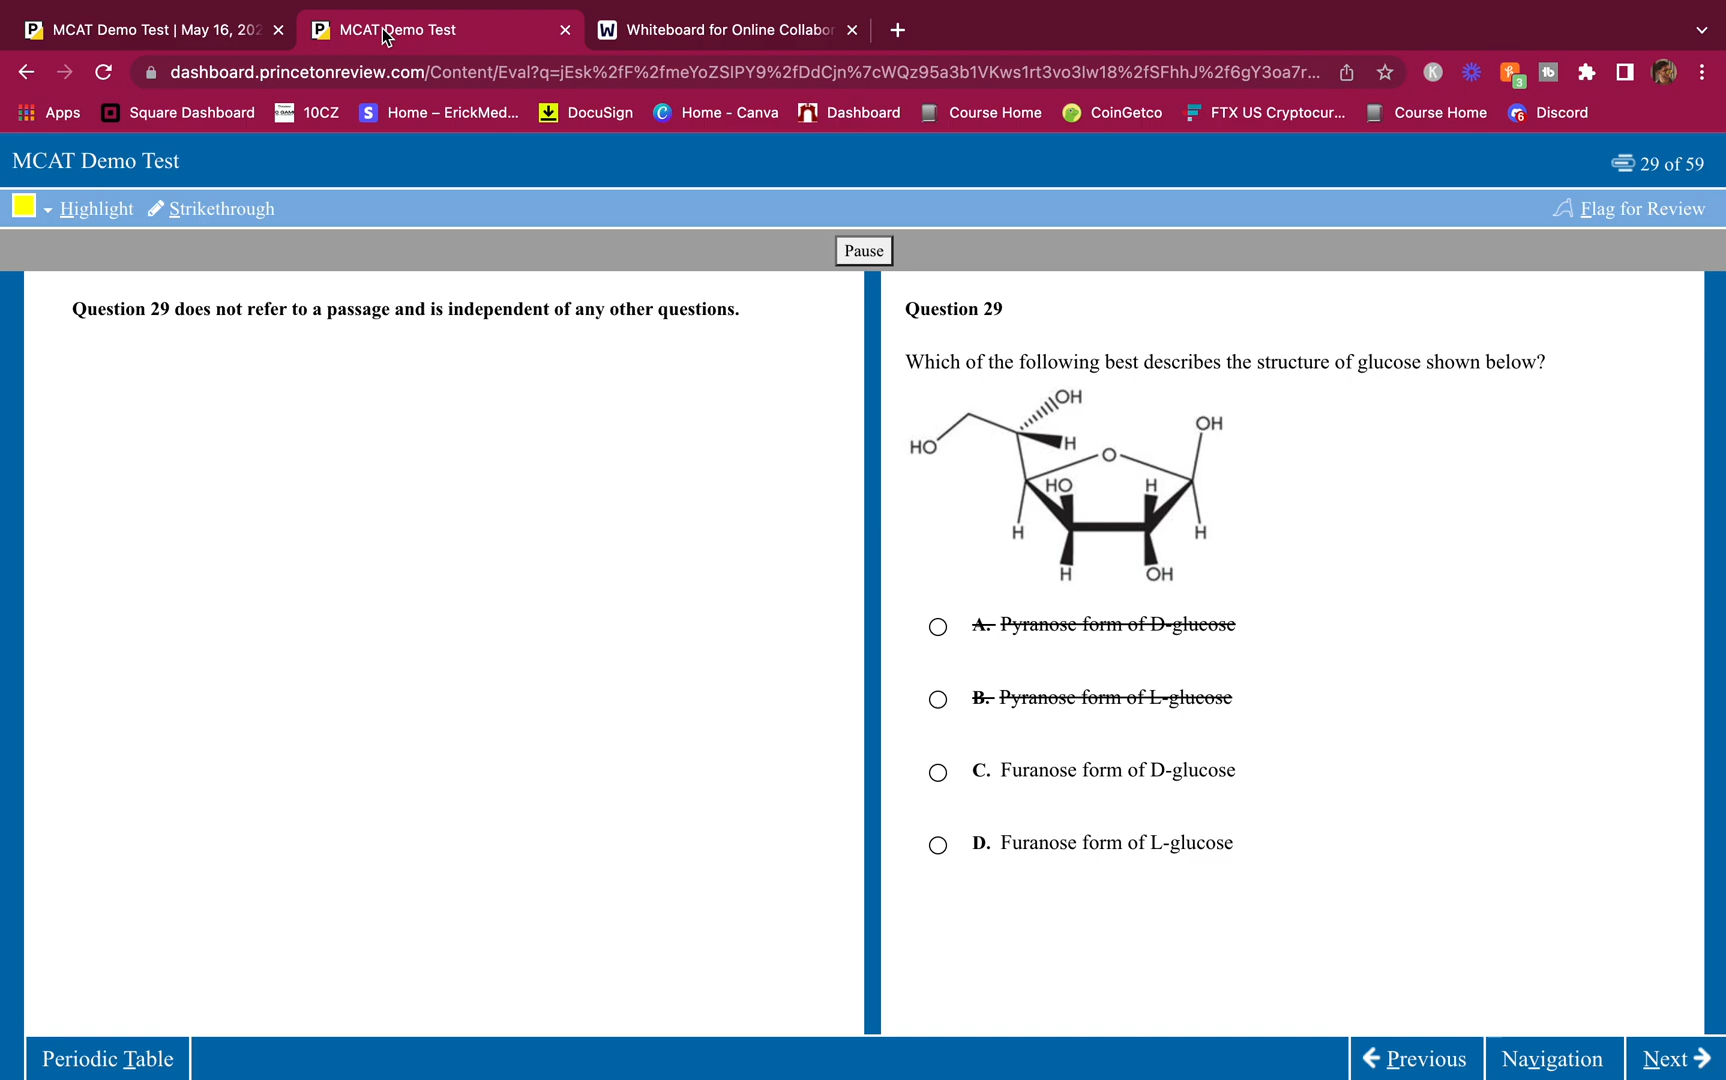 MCAT Demo Test | May 16, 202
MCAT Demo Test
Whiteboard for Online Collabor
dashboard.princetonreview.com/Content/Eval?q=jEsk%2fF%2fmeYoZSIPY9%2fDdCjn%7cWQz95a3b1VKws1rt3vo3lw18%2fSFhhJ%2f6gY3oa7r...
Apps
Square Dashboard
10CZ
Home – ErickMed...
DocuSign
Home - Canva
Dashboard
Course Home
CoinGetco
FTX US Cryptocur...
Course Home
Discord
MCAT Demo Test
29 of 59
Highlight
Strikethrough
Flag for Review
Pause
Question 29 does not refer to a passage and is independent of any other questions.
Question 29
Which of the following best describes the structure of glucose shown below?
OH
OH
HO
H
O
HO
H
H
H
H
OH
A. Pyranose form of D-glucose
B. Pyranose form of L-glucose
C. Furanose form of D-glucose
D. Furanose form of L-glucose
Periodic Table
Previous
Navigation
Next